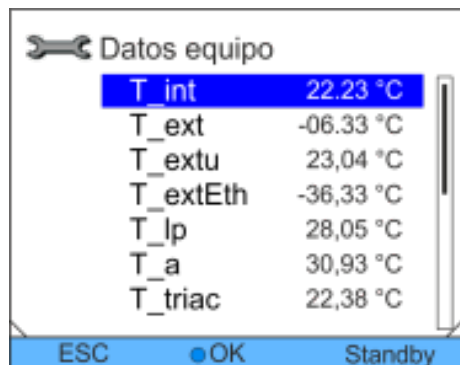 Datos equipo
T_int 22.23 °C
T_ext -06.33 °C
T_extu 23,04 °C
T_extEth -36,33 °C
T_lp 28,05 °C
T_a 30,93 °C
T_triac 22,38 °C
ESC OK Standby